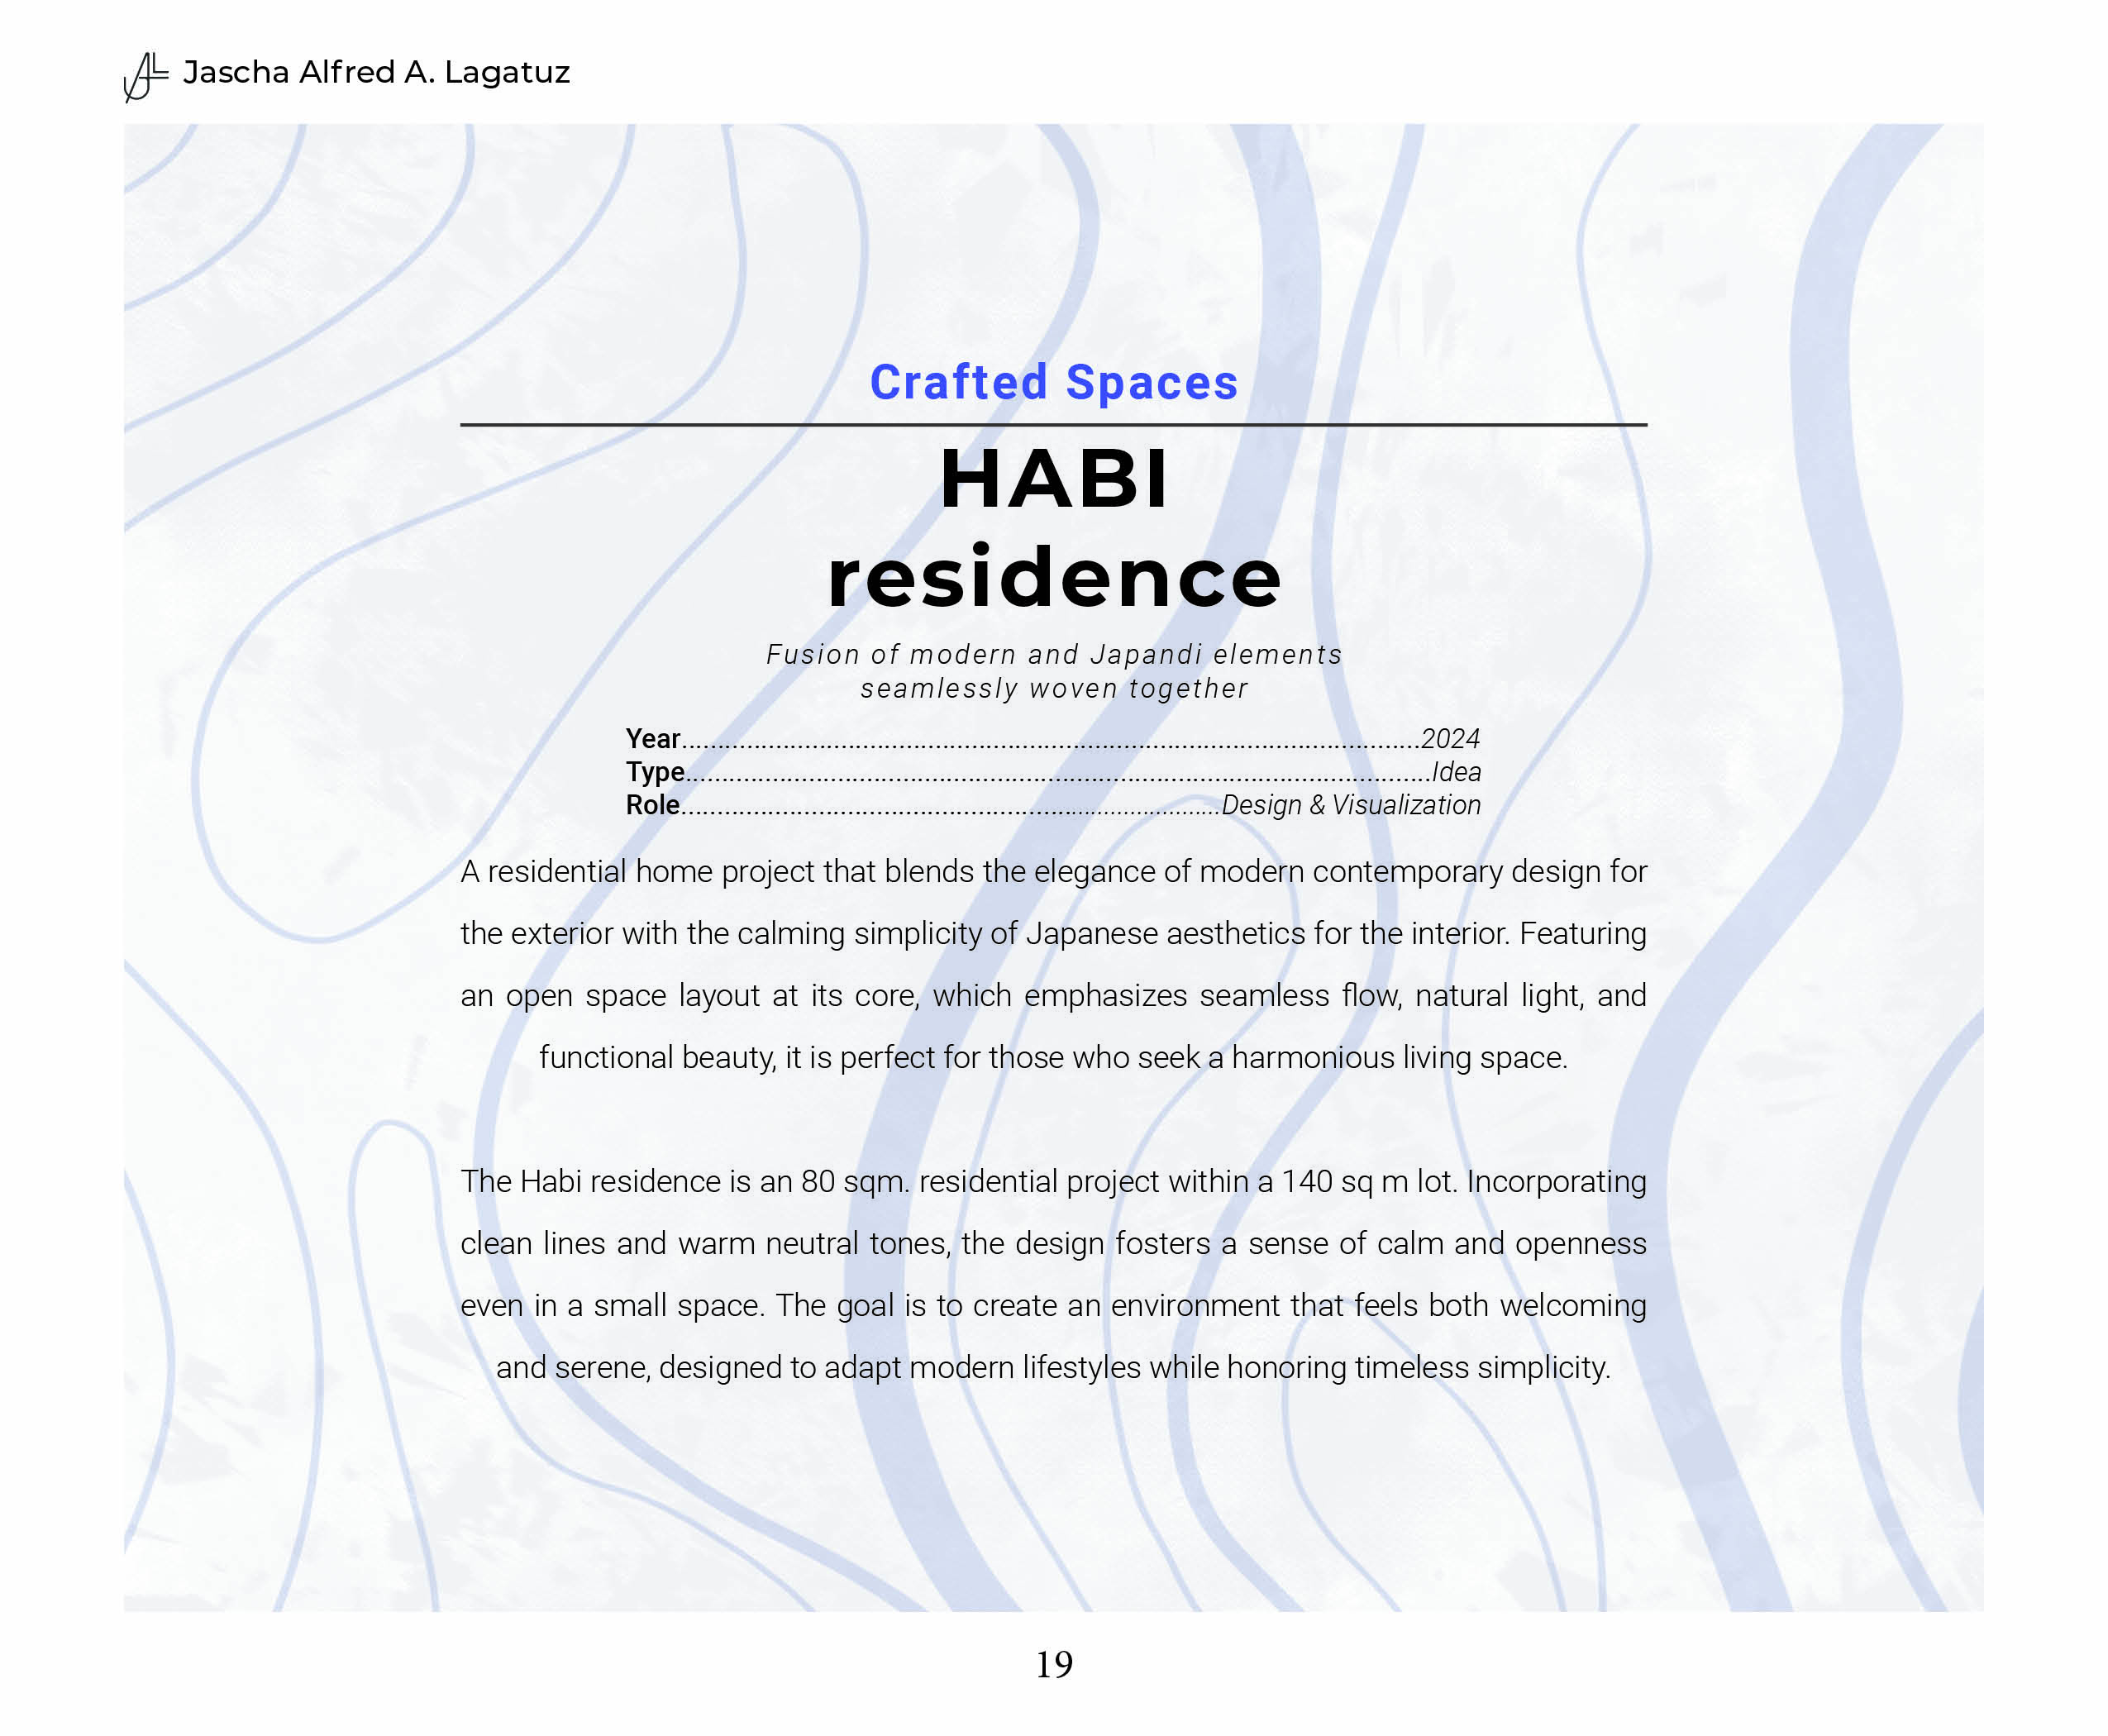 Jascha Alfred A. Lagatuz
Crafted Spaces
HABI
residence
Fusion of modern and Japandi elements
seamlessly woven together
Year........................................................................................................2024
Type.........................................................................................................Idea
Role..............................................................................Design & Visualization
A residential home project that blends the elegance of modern contemporary design for
the exterior with the calming simplicity of Japanese aesthetics for the interior. Featuring
an open space layout at its core, which emphasizes seamless flow, natural light, and
functional beauty, it is perfect for those who seek a harmonious living space.
The Habi residence is an 80 sqm. residential project within a 140 sq m lot. Incorporating
clean lines and warm neutral tones, the design fosters a sense of calm and openness
even in a small space. The goal is to create an environment that feels both welcoming
and serene, designed to adapt modern lifestyles while honoring timeless simplicity.
19